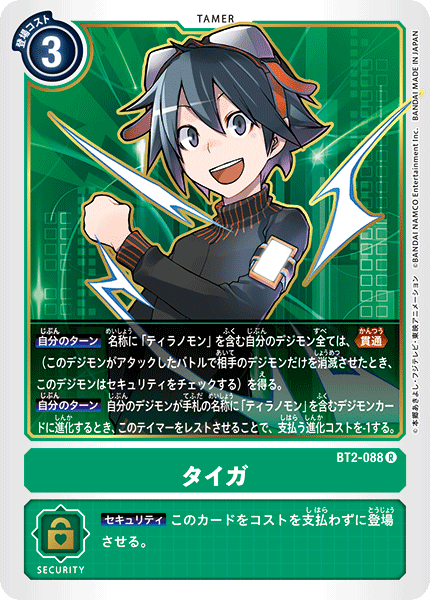 TAMER
登場コスト
3
自分のターン 名称に「ティラノモン」を含む自分のデジモン全ては、貫通
(このデジモンがアタックしたバトルで相手のデジモンだけを消滅させたとき、
このデジモンはセキュリティをチェックする)を得る。
自分のターン 自分のデジモンが手札の名称に「ティラノモン」を含むデジモンカー
ドに進化するとき、このテイマーをレストさせることで、支払う進化コストを-1する。
BT2-088 R
タイガ
セキュリティ このカードをコストを支払わずに登場
させる。
SECURITY
©本郷あきよし・フジテレビ・東映アニメーション ©BANDAI NAMCO Entertainment Inc. BANDAI MADE IN JAPAN